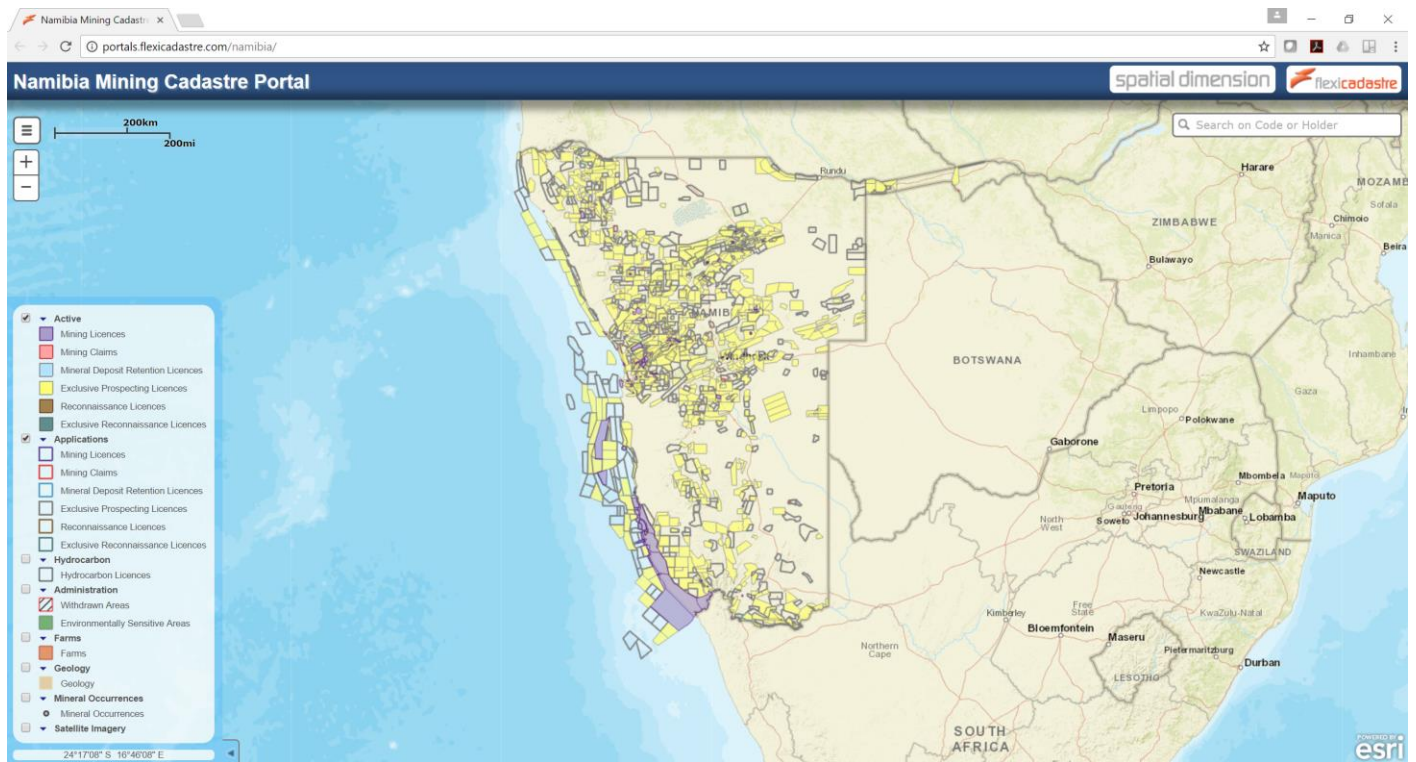 Namibia Mining Cadastr
portals.flexicadastre.com/namibia/
Namibia Mining Cadastre Portal
spatial dimension
flexicadastre
200km
200mi
Search on Code or Holder
Active
Mining Licences
Mining Claims
Mineral Deposit Retention Licences
Exclusive Prospecting Licences
Reconnaissance Licences
Exclusive Reconnaissance Licences
Applications
Mining Licences
Mining Claims
Mineral Deposit Retention Licences
Exclusive Prospecting Licences
Reconnaissance Licences
Exclusive Reconnaissance Licences
Hydrocarbon
Hydrocarbon Licences
Administration
Withdrawn Areas
Environmentally Sensitive Areas
Farms
Farms
Geology
Geology
Mineral Occurrences
Mineral Occurrences
Satellite Imagery
24°17'08" S 16°46'08" E
Rundu
NAMIB
Harare
MOZAMB
Sofala
Chimoio
Manica
ZIMBABWE
Beira
Bulawayo
BOTSWANA
Inhambane
Gaza
Limpopo
Polokwane
Gaborone
Mbombela
Maputo
Pretoria
Mpumalanga
Mbabane
Maputo
Johannesburg
Lobamba
Soweto
North
West
SWAZILAND
Newcastle
Kimberley
Free
State
KwaZulu-Natal
Bloemfontein
Maseru
Pietermaritzburg
Northern
Cape
Durban
LESOTHO
SOUTH
AFRICA
POWERED BY
esri